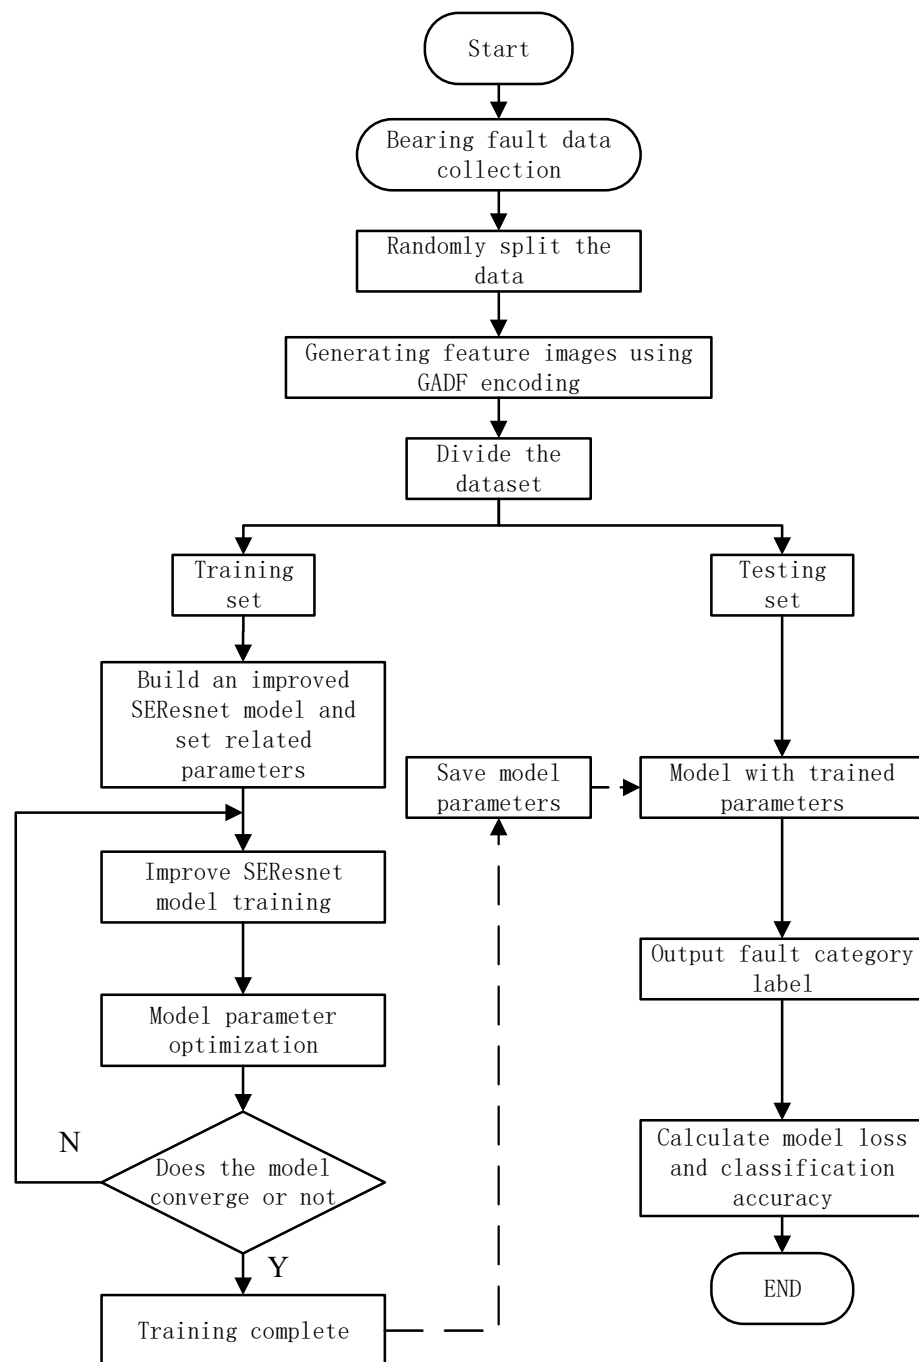 Start
Bearing fault data
collection
Randomly split the
data
Generating feature images using
GADF encoding
Divide the
dataset
Training
set
Testing
set
Build an improved
SEResnet model and
set related
parameters
Save model
parameters
Model with trained
parameters
Improve SEResnet
model training
Output fault category
label
Model parameter
optimization
N
Does the model
converge or not
Calculate model loss
and classification
accuracy
Y
Training complete
END